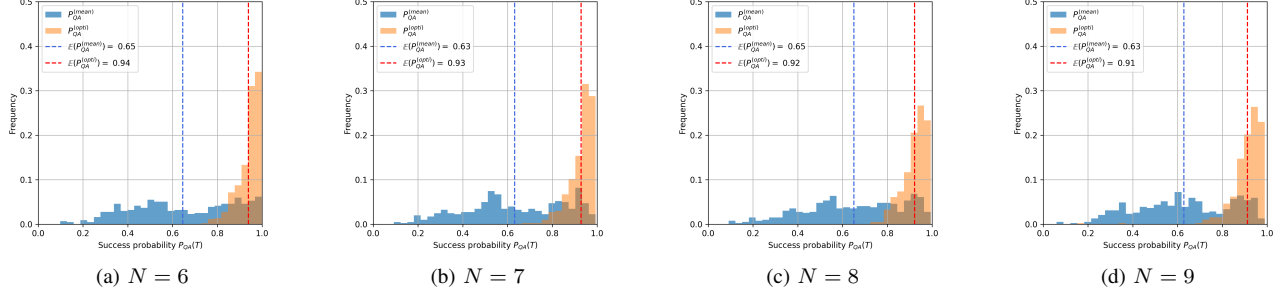 0.5
0.4
0.3
0.2
0.1
0.0
Frequency
P_QA^(mean)
P_QA^(opti)
𝔼(P_QA^(mean)) = 0.65
𝔼(P_QA^(opti)) = 0.94
0.0 0.2 0.4 0.6 0.8 1.0
Success probability P_QA(T)
(a) N = 6
0.5
0.4
0.3
0.2
0.1
0.0
Frequency
P_QA^(mean)
P_QA^(opti)
𝔼(P_QA^(mean)) = 0.63
𝔼(P_QA^(opti)) = 0.93
0.0 0.2 0.4 0.6 0.8 1.0
Success probability P_QA(T)
(b) N = 7
0.5
0.4
0.3
0.2
0.1
0.0
Frequency
P_QA^(mean)
P_QA^(opti)
𝔼(P_QA^(mean)) = 0.65
𝔼(P_QA^(opti)) = 0.92
0.0 0.2 0.4 0.6 0.8 1.0
Success probability P_QA(T)
(c) N = 8
0.5
0.4
0.3
0.2
0.1
0.0
Frequency
P_QA^(mean)
P_QA^(opti)
𝔼(P_QA^(mean)) = 0.63
𝔼(P_QA^(opti)) = 0.91
0.0 0.2 0.4 0.6 0.8 1.0
Success probability P_QA(T)
(d) N = 9